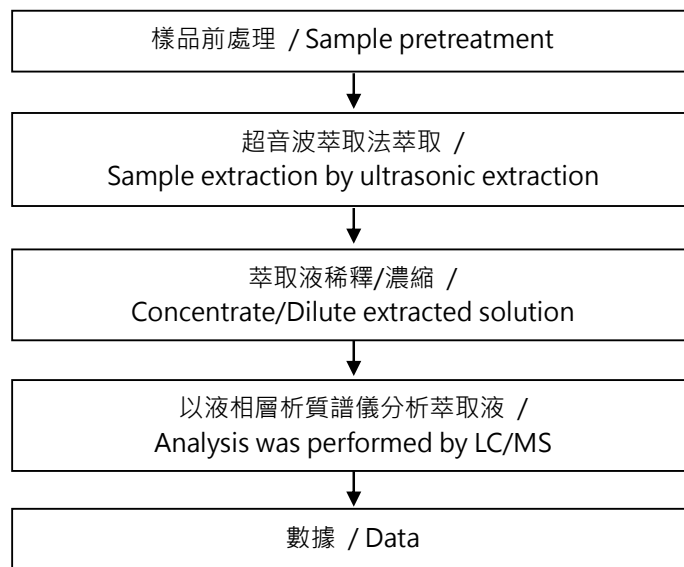 樣品前處理 / Sample pretreatment
超音波萃取法萃取 /
Sample extraction by ultrasonic extraction
萃取液稀釋/濃縮 /
Concentrate/Dilute extracted solution
以液相層析質譜儀分析萃取液 /
Analysis was performed by LC/MS
數據 / Data